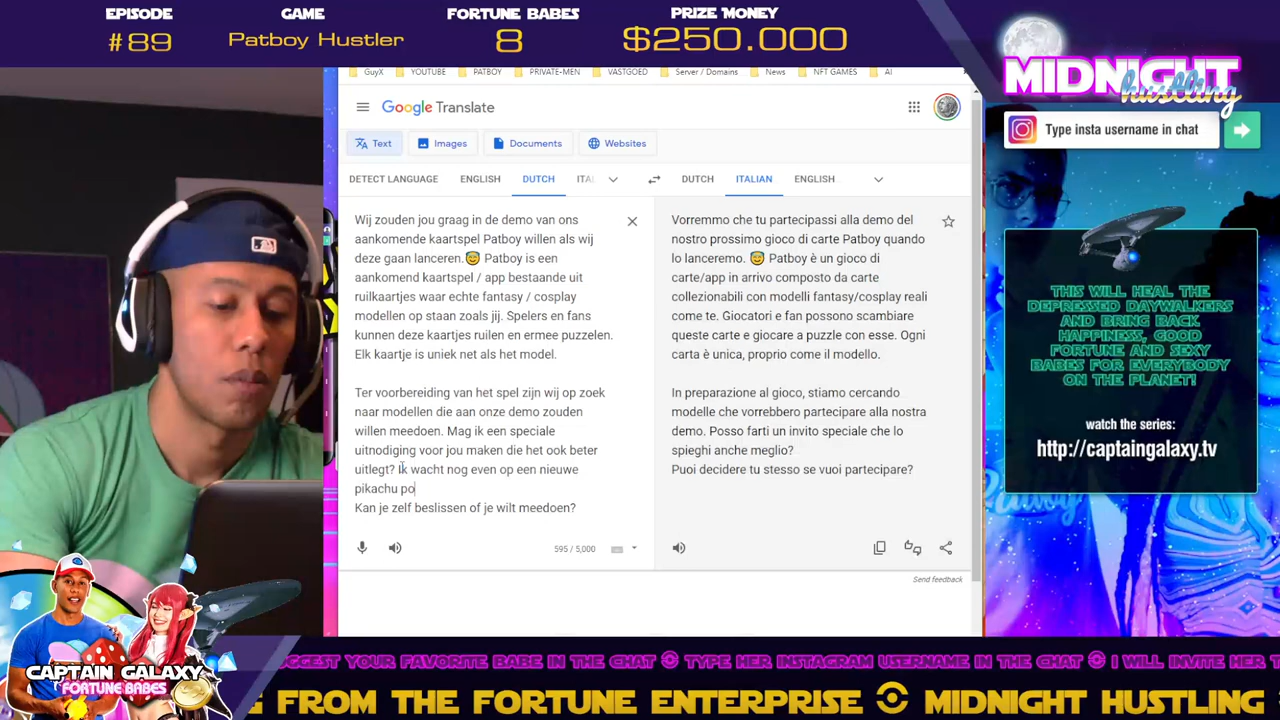 EPISODE
#89
GAME
Patboy Hustler
FORTUNE BABES
8
PRIZE MONEY
$250.000
MIDNIGHT
hustling
Type insta username in chat
GuyX
YOUTUBE
PATBOY
PRIVATE-MEN
VASTGOED
Server / Domains
News
NFT GAMES
AI
Google Translate
Text
Images
Documents
Websites
DETECT LANGUAGE
ENGLISH
DUTCH
ITA
DUTCH
ITALIAN
ENGLISH
Wij zouden jou graag in de demo van ons
aankomende kaartspel Patboy willen als wij
deze gaan lanceren.😇 Patboy is een
aankomend kaartspel / app bestaande uit
ruilkaartjes waar echte fantasy / cosplay
modellen op staan zoals jij. Spelers en fans
kunnen deze kaartjes ruilen en ermee puzzelen.
Elk kaartje is uniek net als het model.
Ter voorbereiding van het spel zijn wij op zoek
naar modellen die aan onze demo zouden
willen meedoen. Mag ik een speciale
uitnodiging voor jou maken die het ook beter
uitlegt? Ik wacht nog even op een nieuwe
pikachu po
Kan je zelf beslissen of je wilt meedoen?
595 / 5,000
Vorremmo che tu partecipassi alla demo del
nostro prossimo gioco di carte Patboy quando
lo lanceremo. 😇 Patboy è un gioco di
carte/app in arrivo composto da carte
collezionabili con modelli fantasy/cosplay reali
come te. Giocatori e fan possono scambiare
queste carte e giocare a puzzle con esse. Ogni
carta è unica, proprio come il modello.
In preparazione al gioco, stiamo cercando
modelle che vorrebbero partecipare alla nostra
demo. Posso farti un invito speciale che lo
spieghi anche meglio?
Puoi decidere tu stesso se vuoi partecipare?
Send feedback
THIS WILL HEAL THE
DEPRESSED DAYWALKERS
AND BRING BACK
HAPPINESS, GOOD
FORTUNE AND SEXY
BABES FOR EVERYBODY
ON THE PLANET!
watch the series:
http://captaingalaxy.tv
CAPTAIN GALAXY
FORTUNE BABES
GGEST YOUR FAVORITE BABE IN THE CHAT TYPE HER INSTAGRAM USERNAME IN THE CHAT I WILL INVITE HER T
E FROM THE FORTUNE ENTERPRISE MIDNIGHT HUSTLING